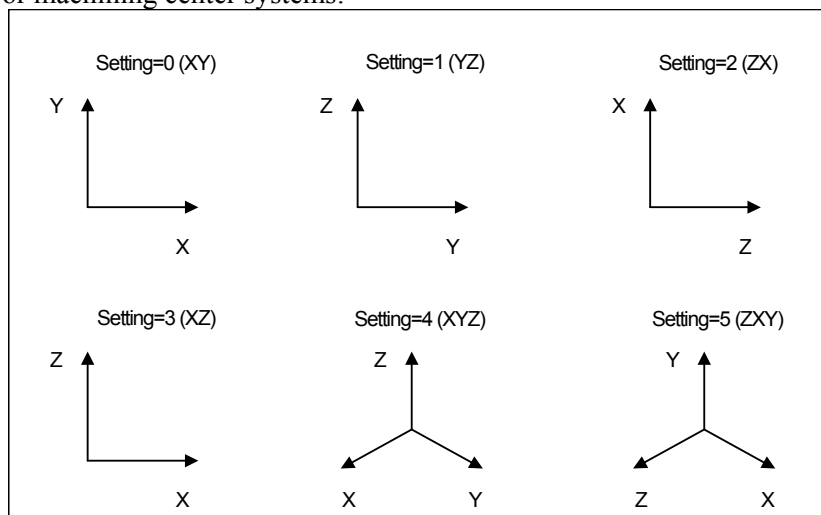 of machining center systems.
Setting=0 (XY)
Setting=1 (YZ)
Setting=2 (ZX)
Y
Z
X
X
Y
Z
Setting=3 (XZ)
Setting=4 (XYZ)
Setting=5 (ZXY)
Z
Z
Y
X
X
Y
Z
X